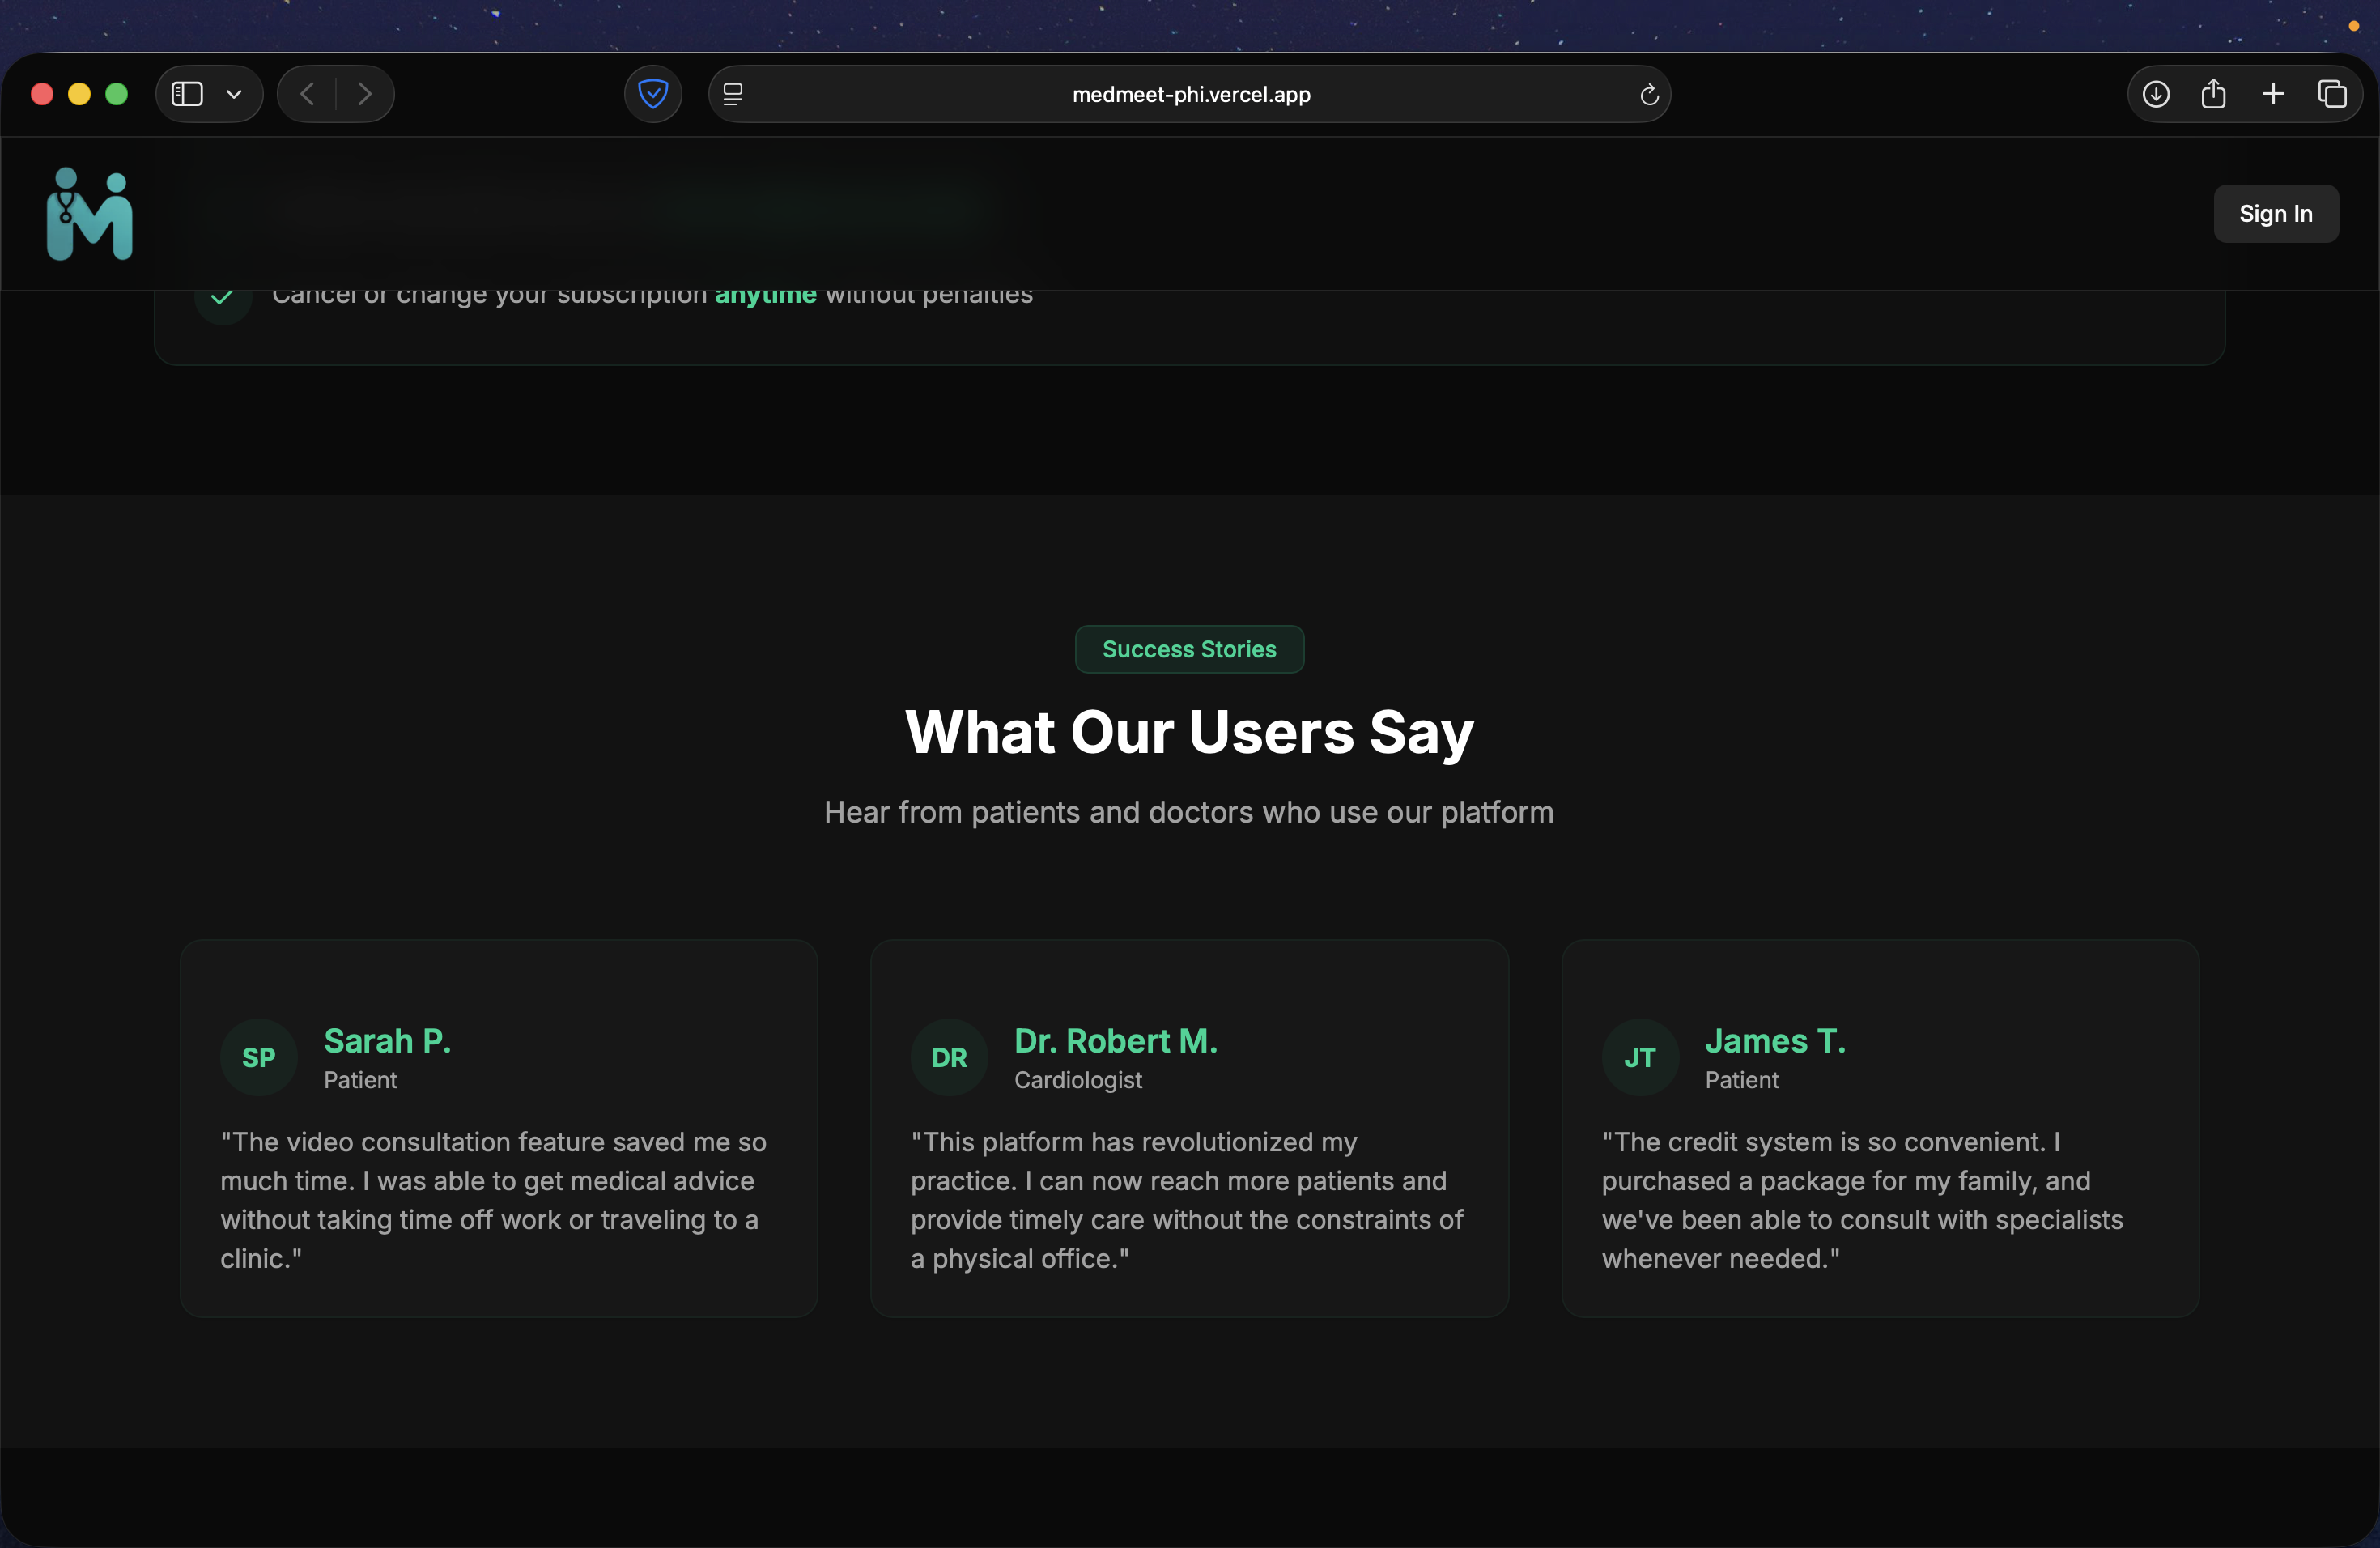 medmeet-phi.vercel.app
Sign In
Cancel or change your subscription anytime without penalties
Success Stories
What Our Users Say
Hear from patients and doctors who use our platform
SP
Sarah P.
Patient
"The video consultation feature saved me so
much time. I was able to get medical advice
without taking time off work or traveling to a
clinic."
DR
Dr. Robert M.
Cardiologist
"This platform has revolutionized my
practice. I can now reach more patients and
provide timely care without the constraints of
a physical office."
JT
James T.
Patient
"The credit system is so convenient. I
purchased a package for my family, and
we've been able to consult with specialists
whenever needed."